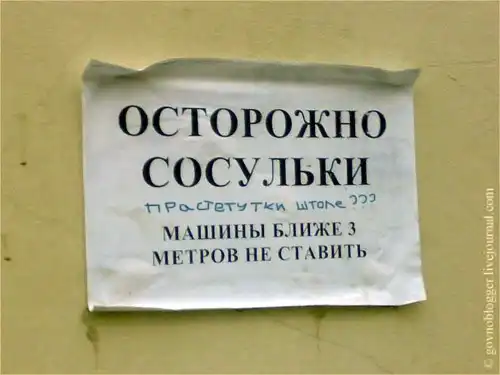 ОСТОРОЖНО
СОСУЛЬКИ
ПРАСТЕТУТКИ штоле???
МАШИНЫ БЛИЖЕ 3
МЕТРОВ НЕ СТАВИТЬ
© govnoblogger.livejournal.com